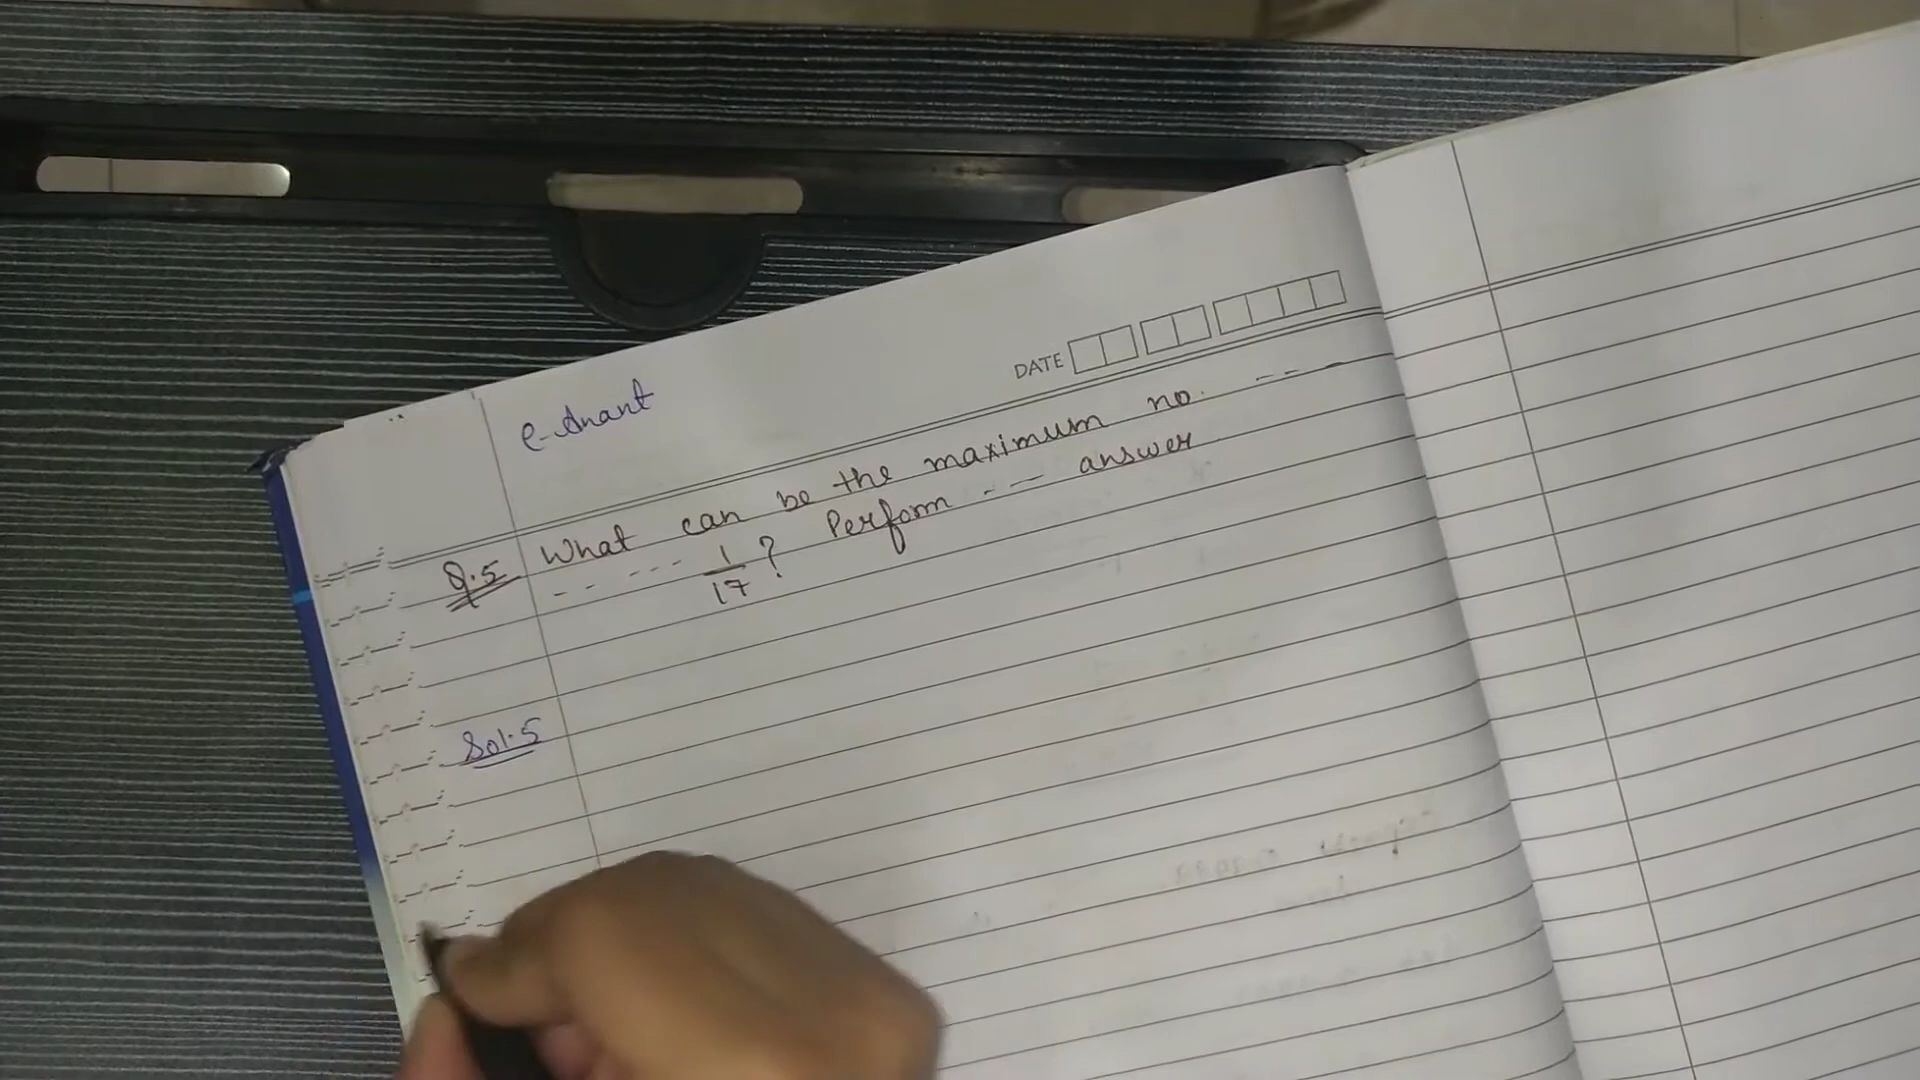 e-Anant
DATE
Q.5 What can be the maximum no. - - -
- - - - - 1/17 ? Perform - - - answer
Sol.5